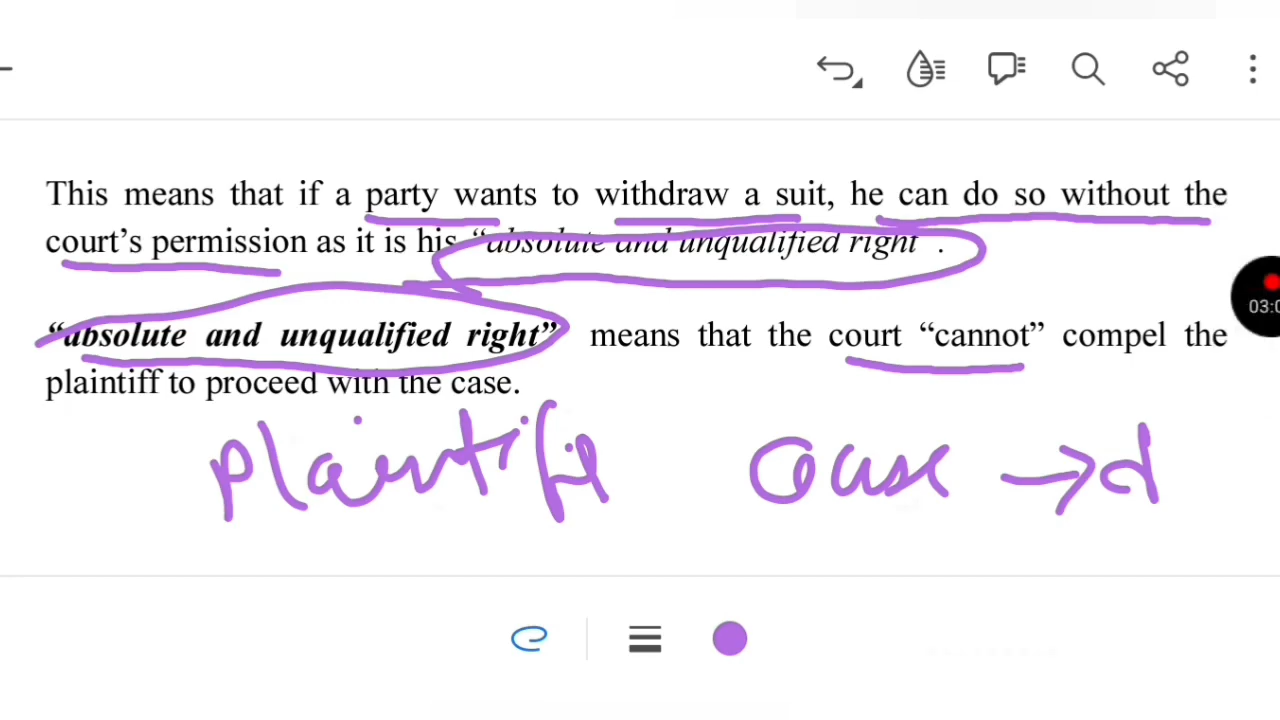 This means that if a party wants to withdraw a suit, he can do so without the
court’s permission as it is his “absolute and unqualified right” .
“absolute and unqualified right” means that the court “cannot” compel the
plaintiff to proceed with the case.
plaintiff case → d
03:0